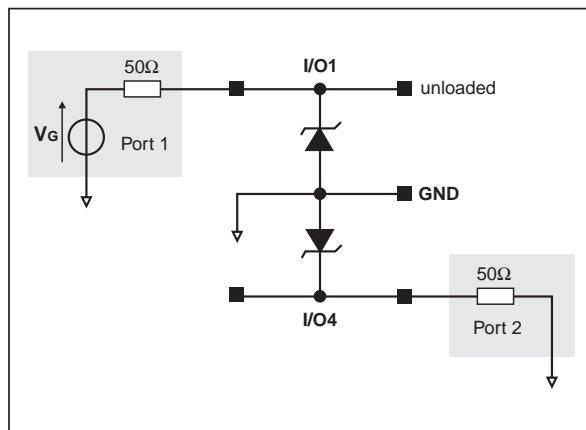 I/O1
50Ω
unloaded
VG
Port 1
GND
50Ω
I/O4
Port 2